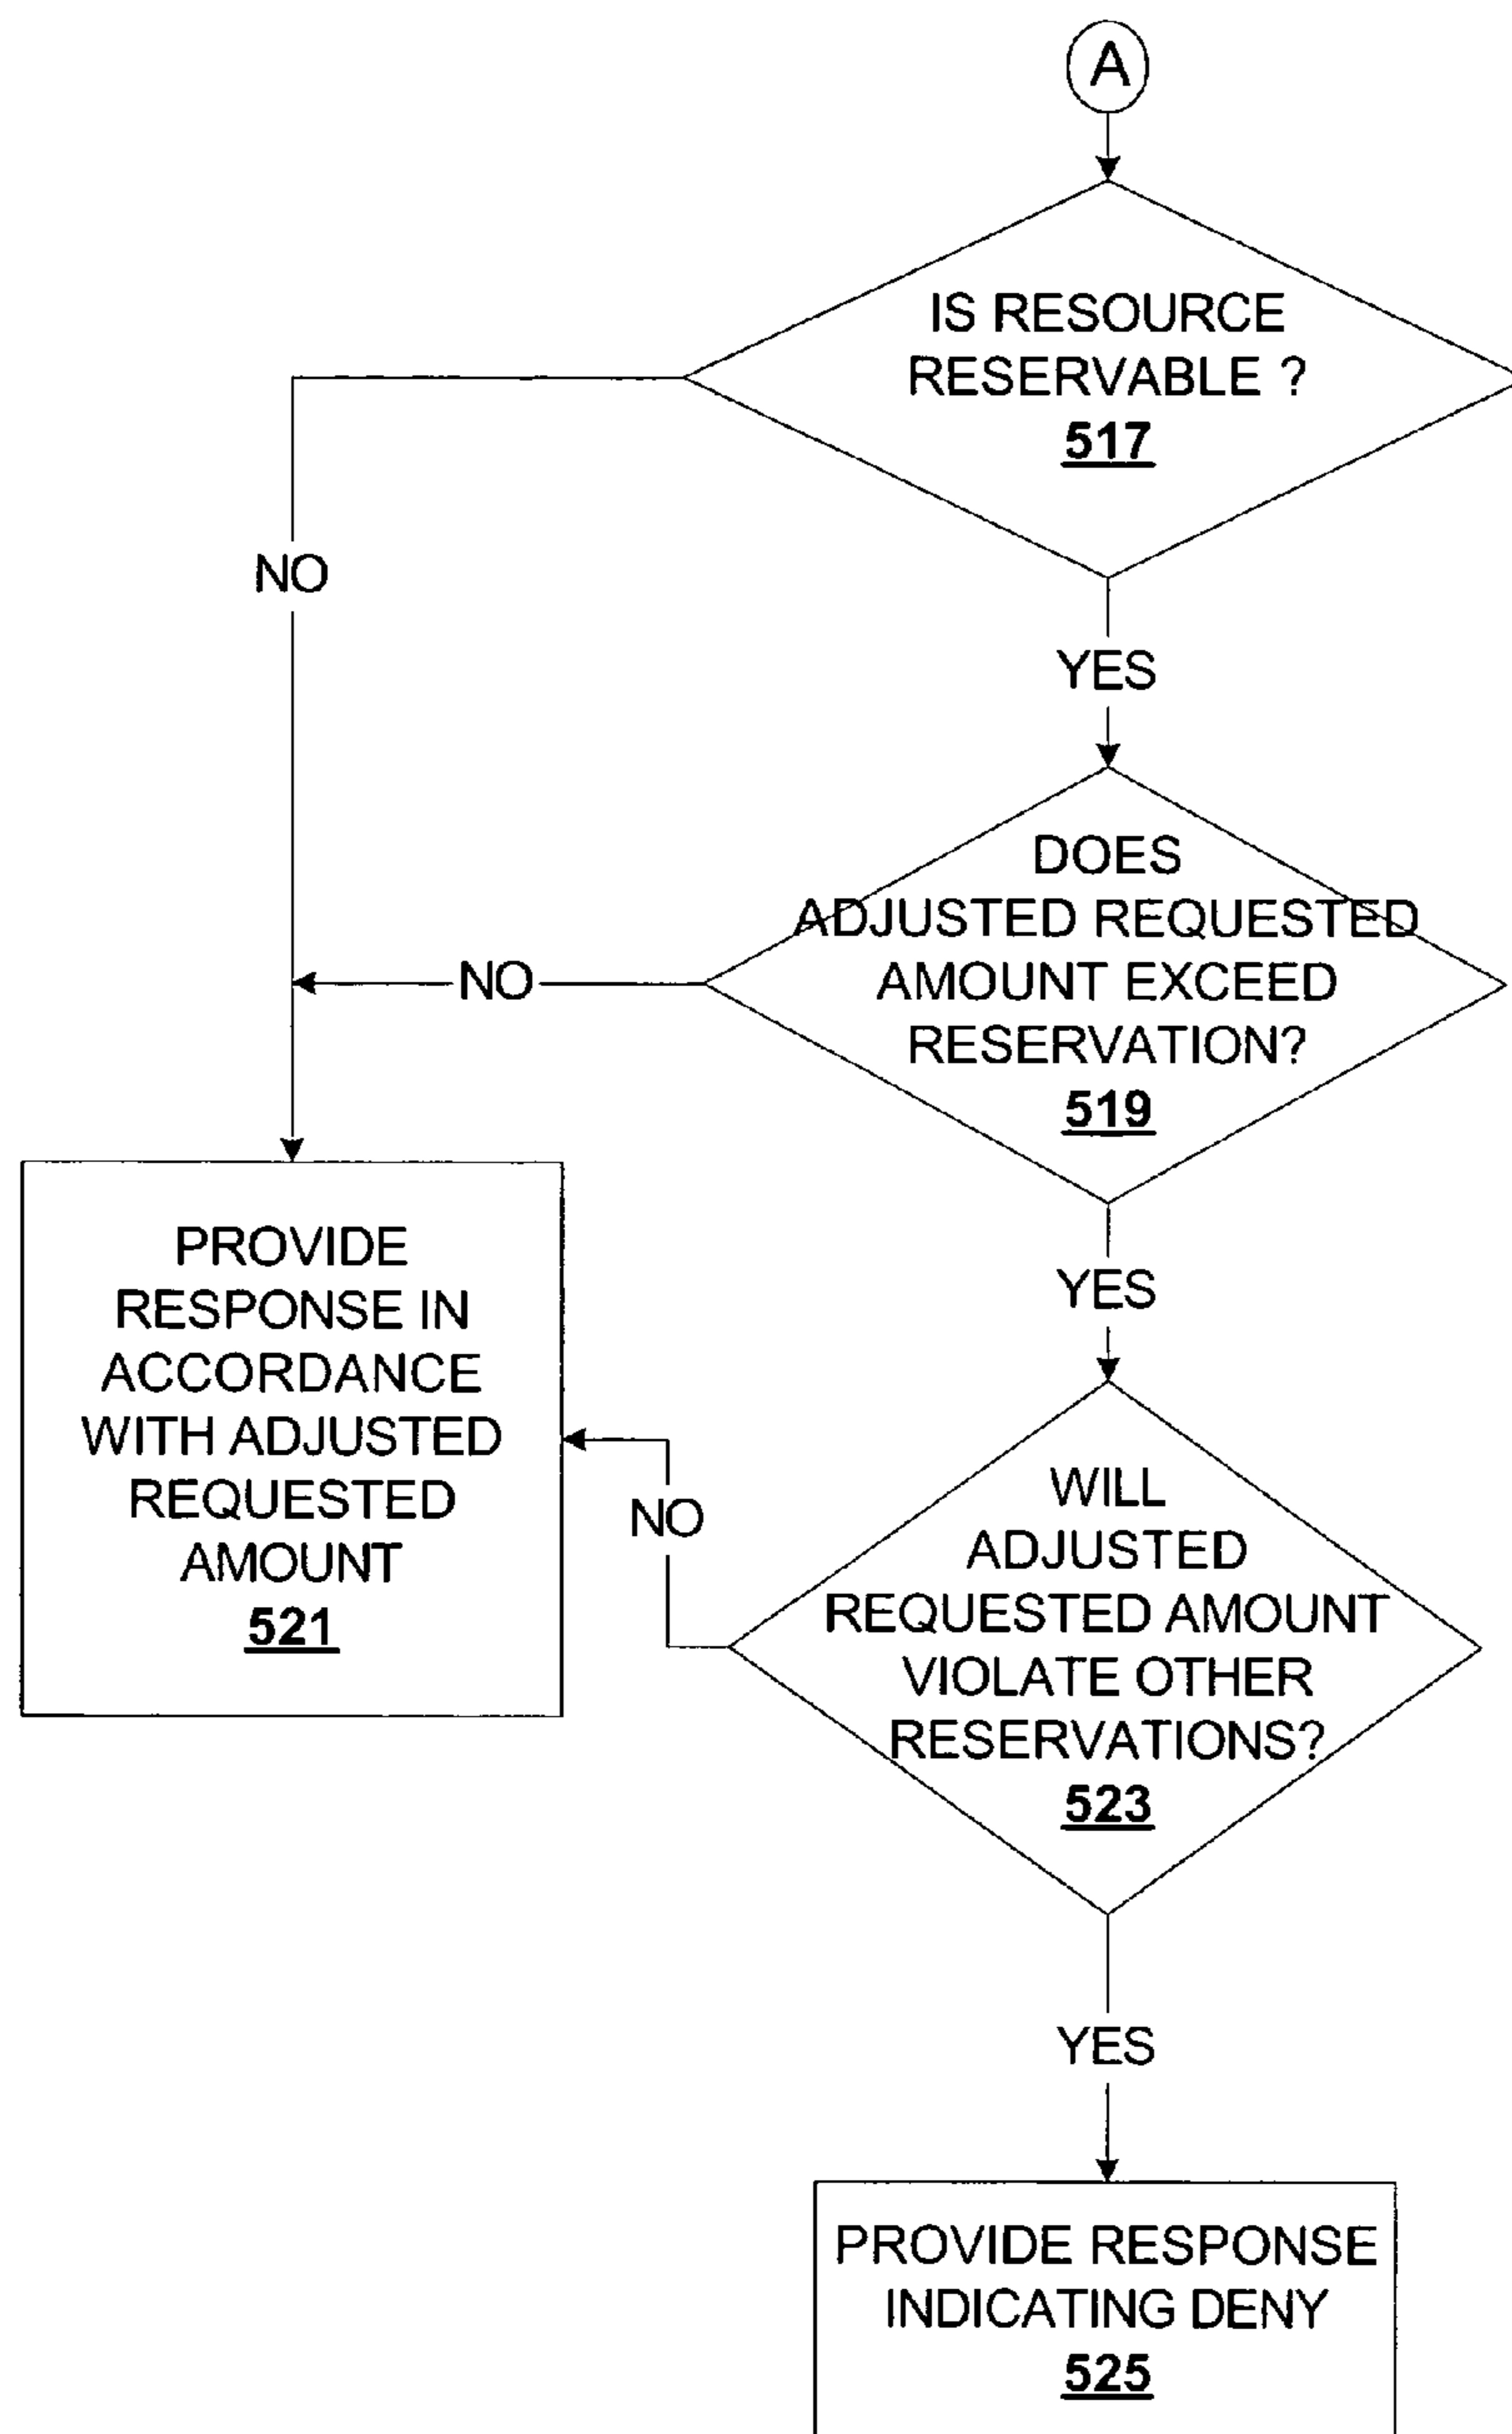 A
IS RESOURCE
RESERVABLE ?
517
NO
YES
DOES
ADJUSTED REQUESTED
AMOUNT EXCEED
RESERVATION?
519
NO
PROVIDE
RESPONSE IN
ACCORDANCE
WITH ADJUSTED
REQUESTED
AMOUNT
521
YES
WILL
ADJUSTED
REQUESTED AMOUNT
VIOLATE OTHER
RESERVATIONS?
523
NO
YES
PROVIDE RESPONSE
INDICATING DENY
525